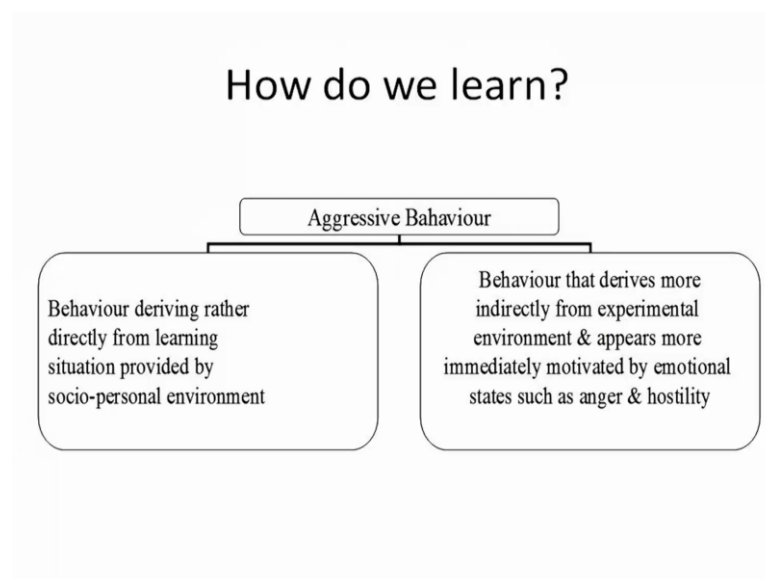 How do we learn?
Aggressive Bahaviour
Behaviour deriving rather
directly from learning
situation provided by
socio-personal environment
Behaviour that derives more
indirectly from experimental
environment & appears more
immediately motivated by emotional
states such as anger & hostility